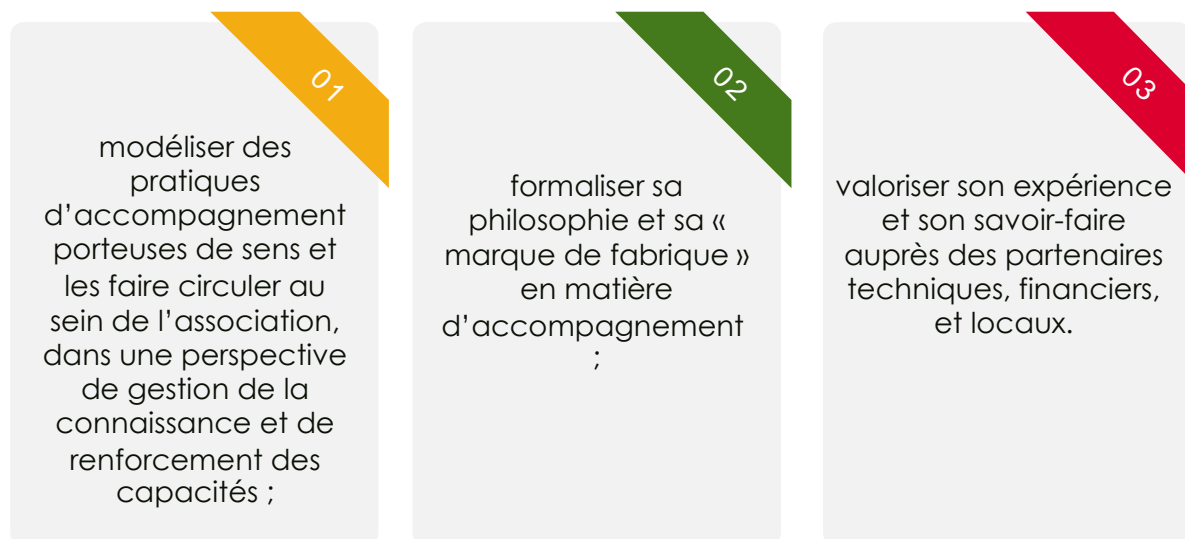 01
modéliser des
pratiques
d’accompagnement
porteuses de sens et
les faire circuler au
sein de l’association,
dans une perspective
de gestion de la
connaissance et de
renforcement des
capacités ;
02
formaliser sa
philosophie et sa «
marque de fabrique »
en matière
d’accompagnement
;
03
valoriser son expérience
et son savoir-faire
auprès des partenaires
techniques, financiers,
et locaux.